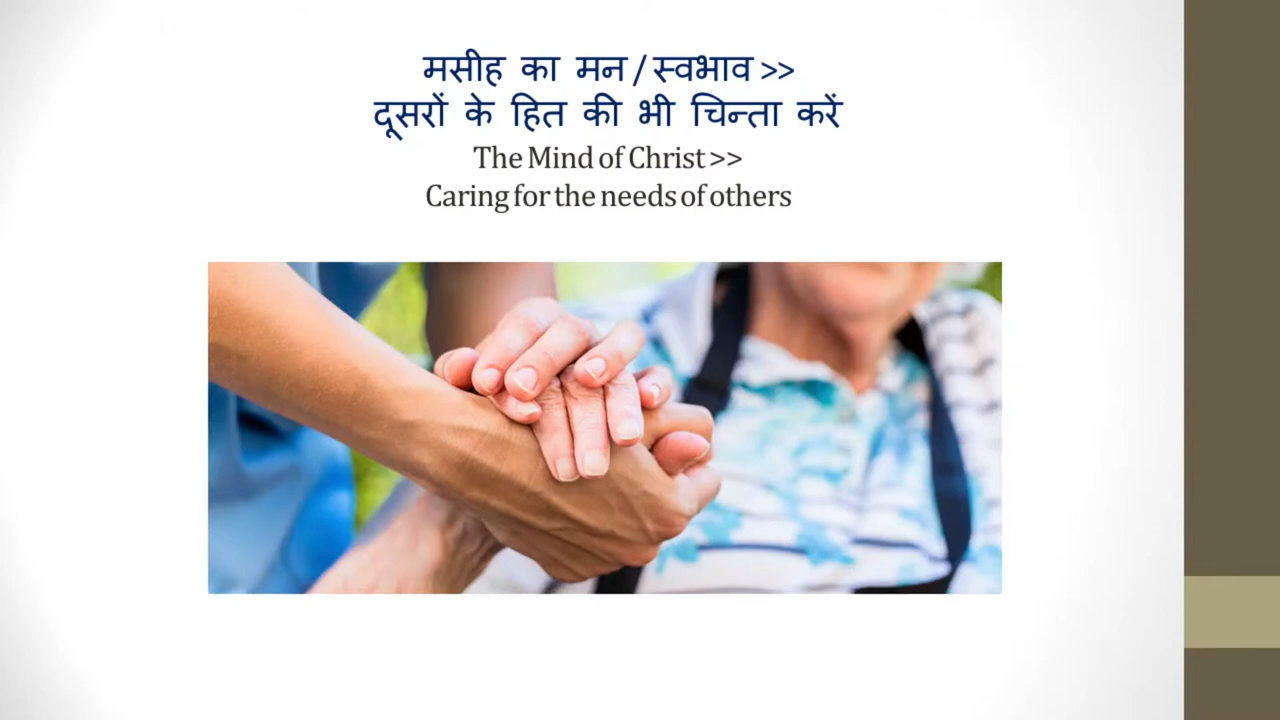 मसीह का मन / स्वभाव >>
दूसरों के हित की भी चिन्ता करें
The Mind of Christ >>
Caring for the needs of others